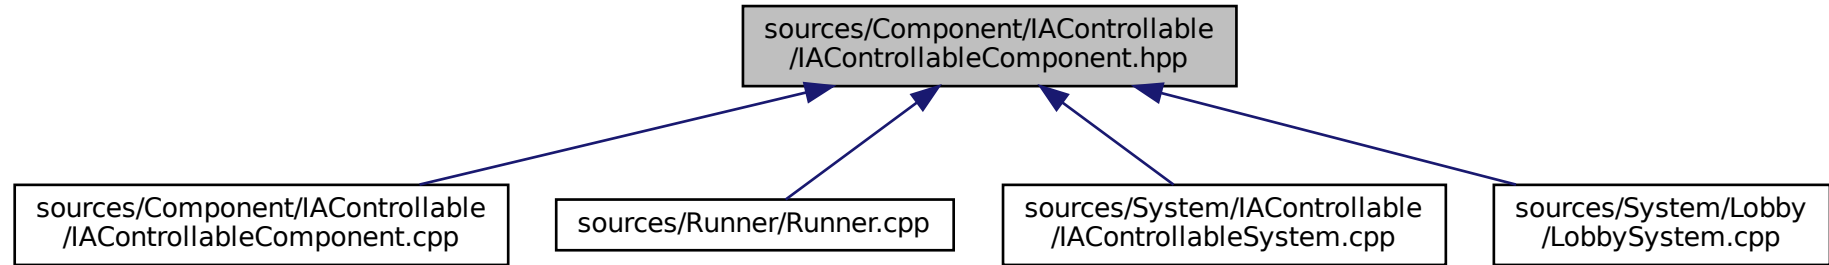 sources/Component/IAControllable
/IAControllableComponent.hpp
sources/Component/IAControllable
/IAControllableComponent.cpp
sources/Runner/Runner.cpp
sources/System/IAControllable
/IAControllableSystem.cpp
sources/System/Lobby
/LobbySystem.cpp